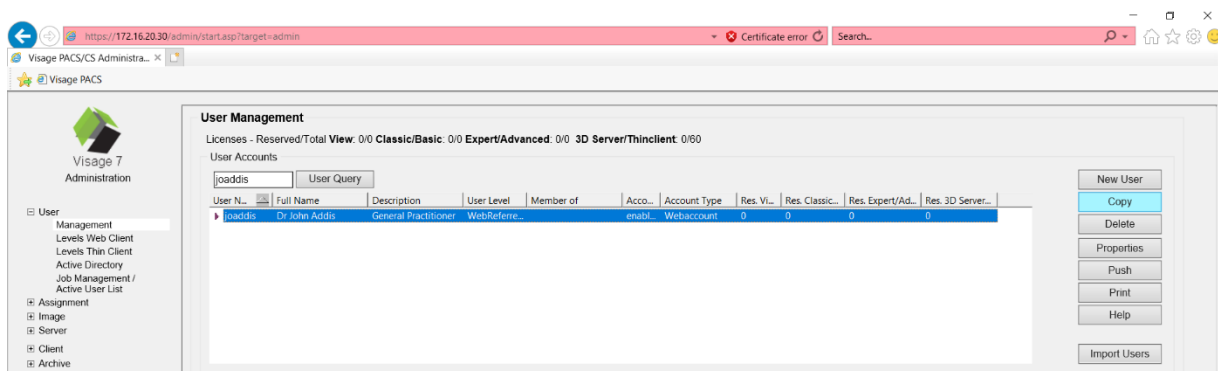 https://172.16.20.30/admin/start.asp?target=admin
Certificate error
Search...
Visage PACS/CS Administra...
Visage PACS
Visage 7
Administration
User
Management
Levels Web Client
Levels Thin Client
Active Directory
Job Management /
Active User List
Assignment
Image
Server
Client
Archive
User Management
Licenses - Reserved/Total View: 0/0 Classic/Basic: 0/0 Expert/Advanced: 0/0 3D Server/Thinclient: 0/60
User Accounts
joaddis User Query
User N... Full Name Description User Level Member of Acco... Account Type Res. Vi... Res. Classic... Res. Expert/Ad... Res. 3D Server...
joaddis Dr John Addis General Practitioner WebReferre... enabl... Webaccount 0 0 0 0
New User
Copy
Delete
Properties
Push
Print
Help
Import Users